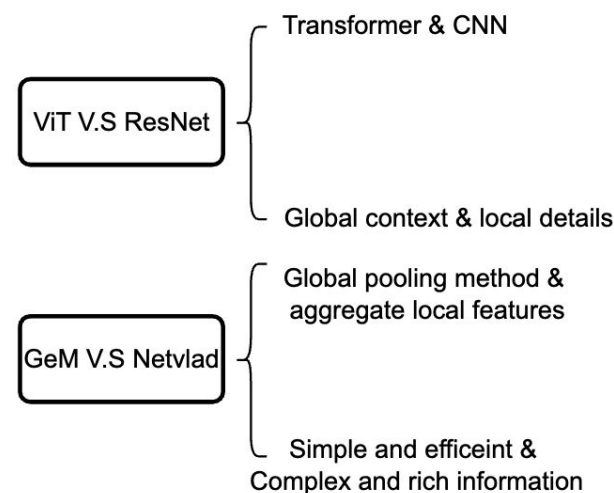 Transformer & CNN
ViT V.S ResNet
Global context & local details
Global pooling method &
aggregate local features
GeM V.S Netvlad
Simple and efficeint &
Complex and rich information